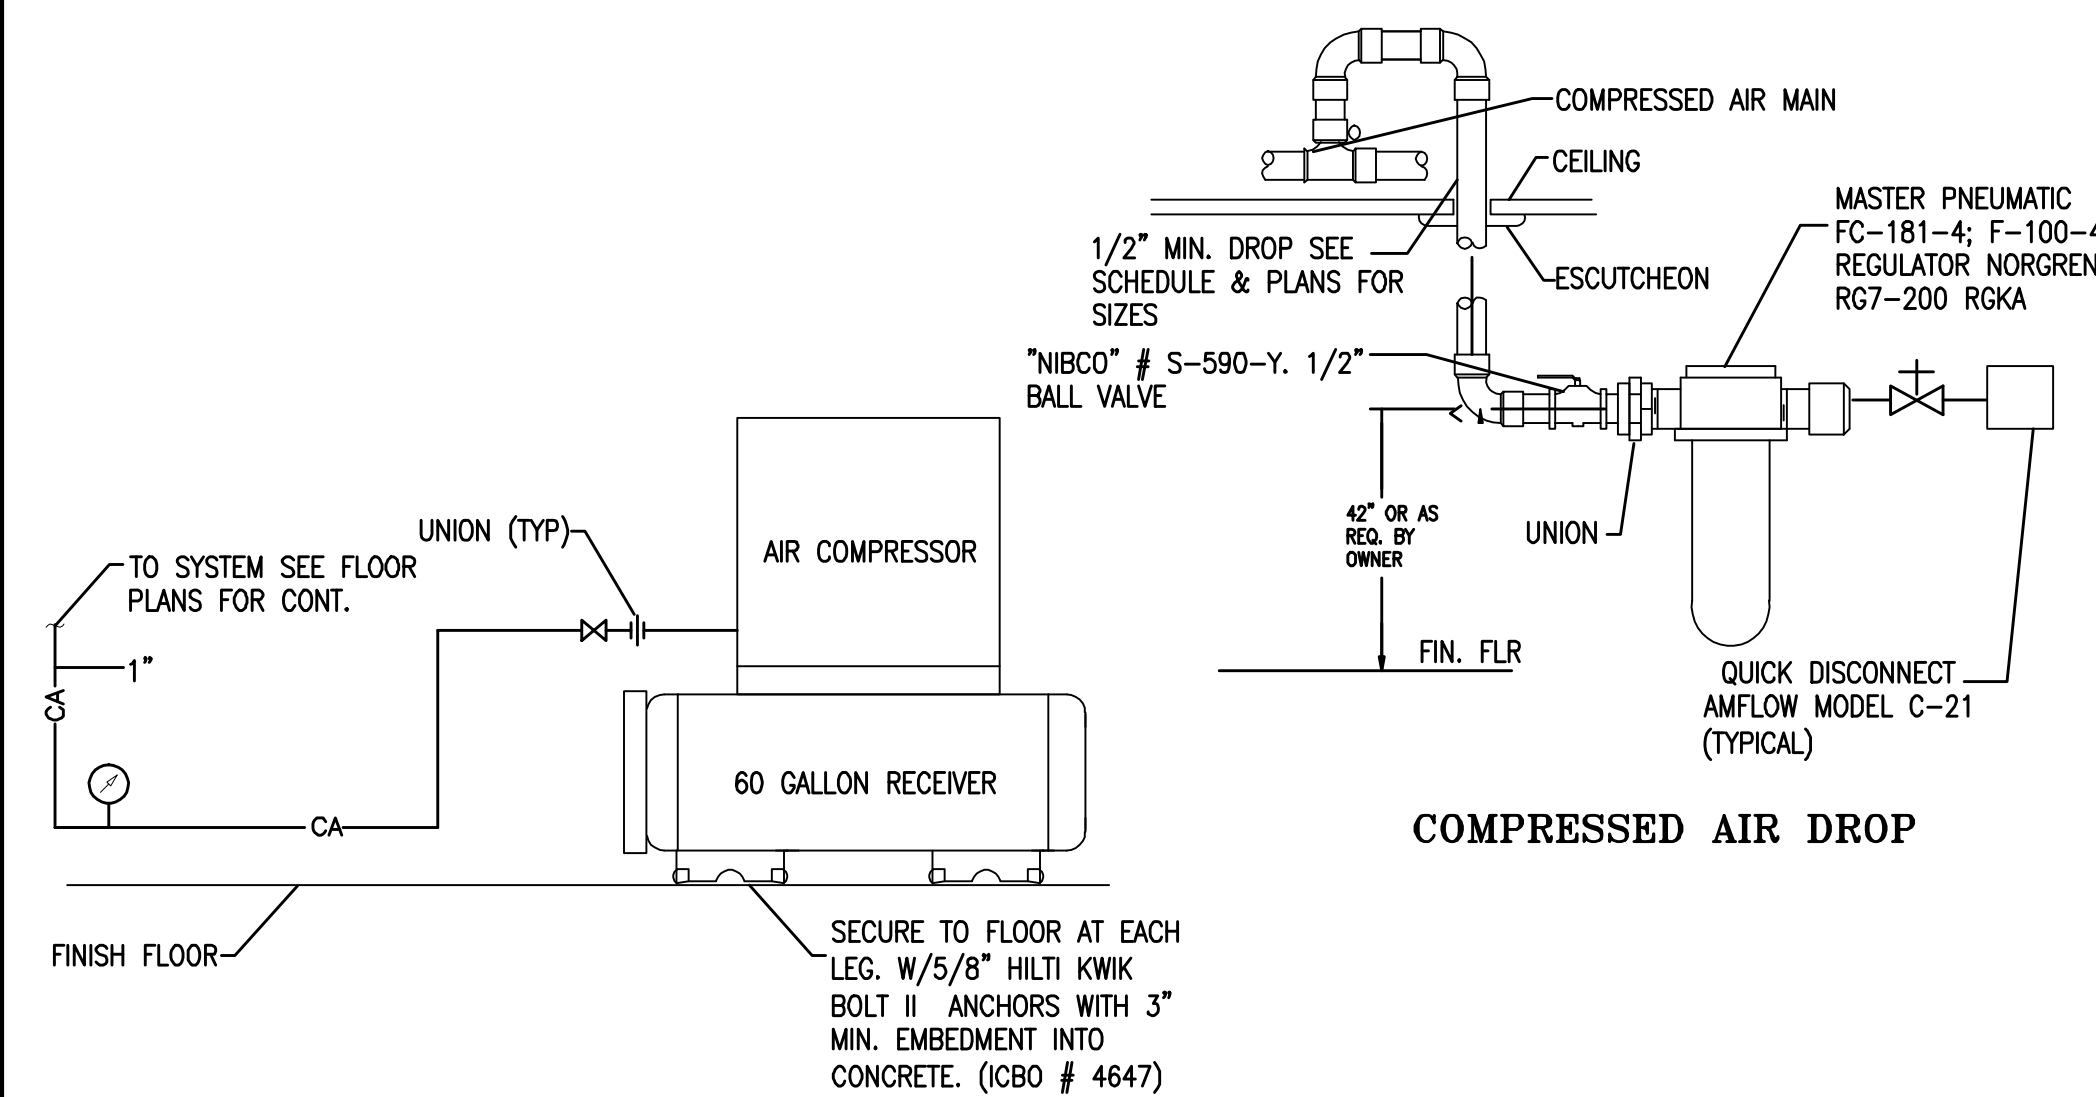 COMPRESSED AIR MAIN
CEILING
MASTER PNEUMATIC
FC-181-4; F-100-4
REGULATOR NORGREN
RG7-200 RGKA
1/2" MIN. DROP SEE
SCHEDULE & PLANS FOR
SIZES
ESCUTCHEON
"NIBCO" # S-590-Y. 1/2"
BALL VALVE
42" OR AS
REQ. BY
OWNER
UNION
FIN. FLR
QUICK DISCONNECT
AMFLOW MODEL C-21
(TYPICAL)
COMPRESSED AIR DROP
UNION (TYP)
AIR COMPRESSOR
TO SYSTEM SEE FLOOR
PLANS FOR CONT.
1"
CA
60 GALLON RECEIVER
CA
FINISH FLOOR
SECURE TO FLOOR AT EACH
LEG. W/5/8" HILTI KWIK
BOLT II ANCHORS WITH 3"
MIN. EMBEDMENT INTO
CONCRETE. (ICBO # 4647)